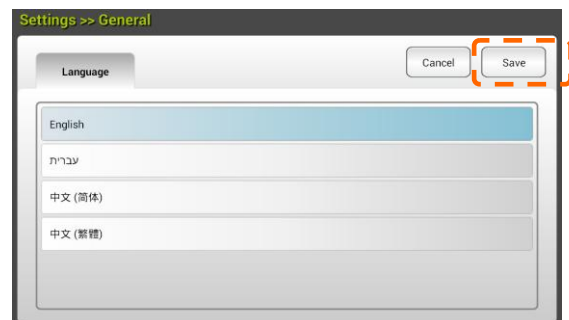 Settings >> General
Language
Cancel
Save
English
עברית
中文 (简体)
中文 (繁體)